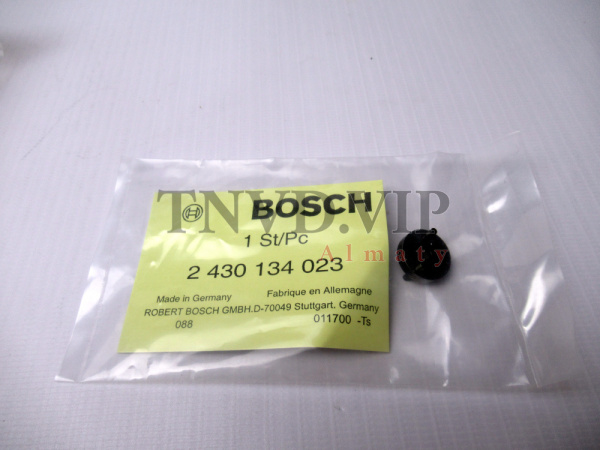 TNVD.VIP
Almaty
BOSCH
1 St/Pc
2 430 134 023
Made in Germany Fabrique en Allemagne
ROBERT BOSCH GMBH.D-70049 Stuttgart. Germany
088 011700 -Ts